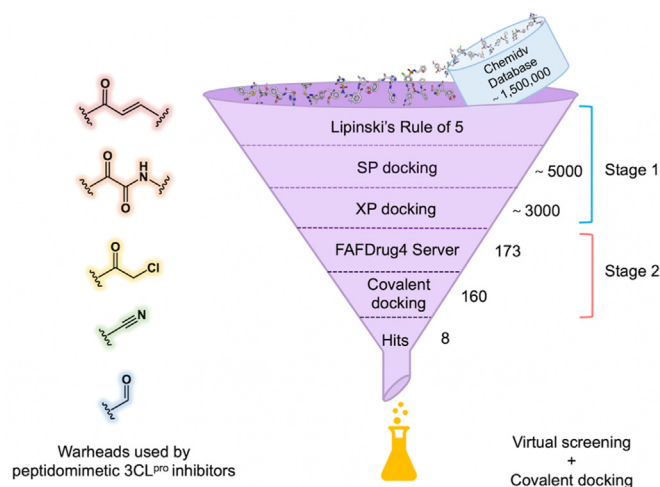 Chemidv
Database
~1,500,000
Lipinski's Rule of 5
SP docking
~ 5000
Stage 1
XP docking
~ 3000
FAFDrug4 Server
173
Stage 2
Covalent
docking
160
Hits
8
O
O
H
N
O
O
Cl
N
O
Warheads used by
peptidomimetic 3CLpro inhibitors
Virtual screening
+
Covalent docking